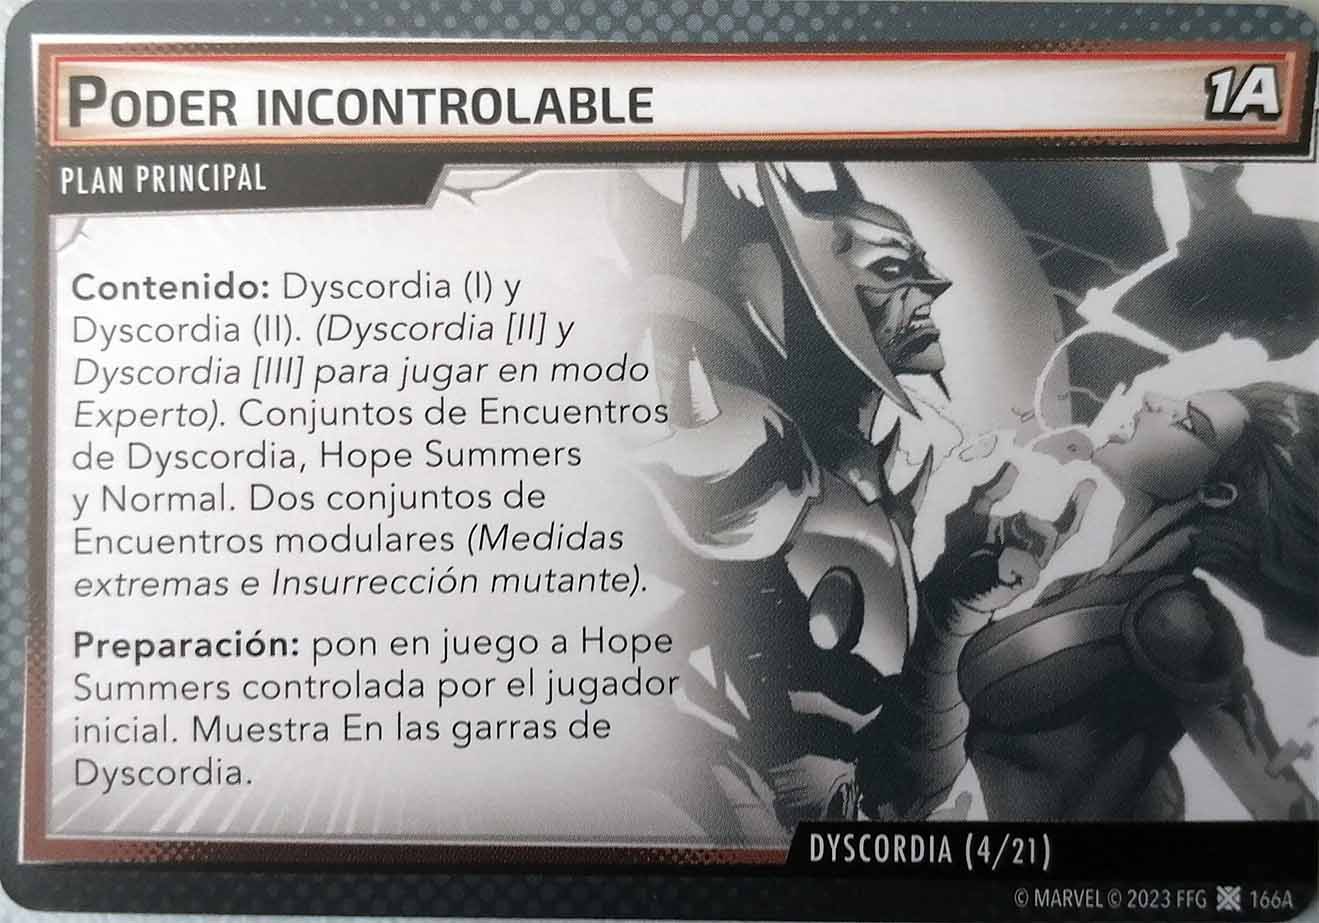 PODER INCONTROLABLE
1A
PLAN PRINCIPAL
Contenido: Dyscordia (I) y
Dyscordia (II). (Dyscordia [II] y
Dyscordia [III] para jugar en modo
Experto). Conjuntos de Encuentros
de Dyscordia, Hope Summers
y Normal. Dos conjuntos de
Encuentros modulares (Medidas
extremas e Insurrección mutante).
Preparación: pon en juego a Hope
Summers controlada por el jugador
inicial. Muestra En las garras de
Dyscordia.
DYSCORDIA (4/21)
© MARVEL © 2023 FFG 166A